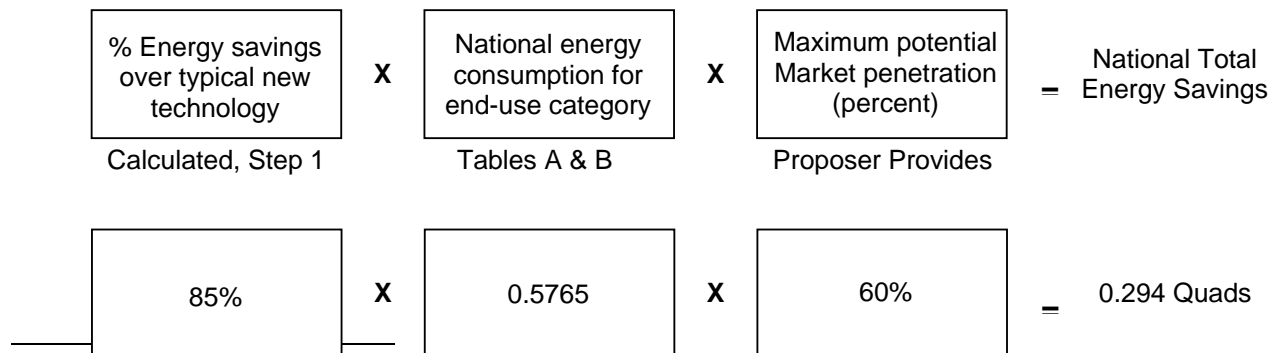 % Energy savings
over typical new
technology
X
National energy
consumption for
end-use category
X
Maximum potential
Market penetration
(percent)
=
National Total
Energy Savings
Calculated, Step 1
Tables A & B
Proposer Provides
85%
X
0.5765
X
60%
=
0.294 Quads